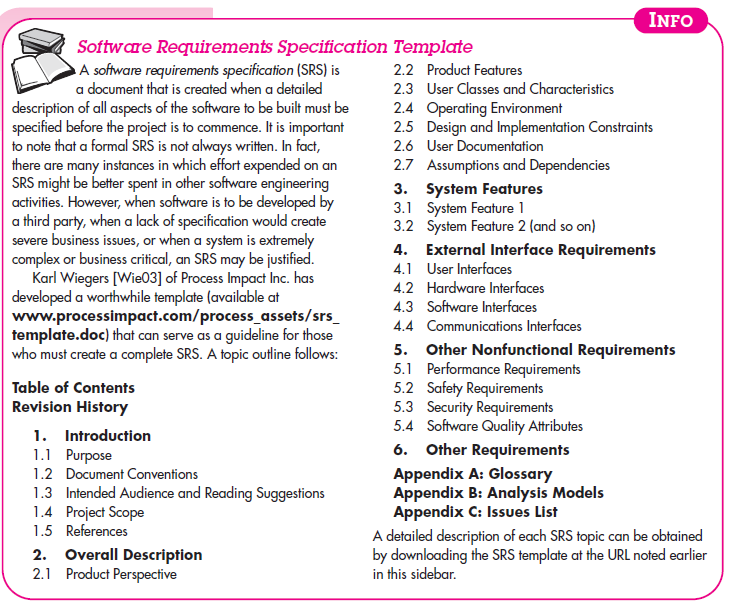 INFO
Software Requirements Specification Template
A software requirements specification (SRS) is
a document that is created when a detailed
description of all aspects of the software to be built must be
specified before the project is to commence. It is important
to note that a formal SRS is not always written. In fact,
there are many instances in which effort expended on an
SRS might be better spent in other software engineering
activities. However, when software is to be developed by
a third party, when a lack of specification would create
severe business issues, or when a system is extremely
complex or business critical, an SRS may be justified.
Karl Wiegers [Wie03] of Process Impact Inc. has
developed a worthwhile template (available at
www.processimpact.com/process_assets/srs_
template.doc) that can serve as a guideline for those
who must create a complete SRS. A topic outline follows:
Table of Contents
Revision History
1. Introduction
1.1 Purpose
1.2 Document Conventions
1.3 Intended Audience and Reading Suggestions
1.4 Project Scope
1.5 References
2. Overall Description
2.1 Product Perspective
2.2 Product Features
2.3 User Classes and Characteristics
2.4 Operating Environment
2.5 Design and Implementation Constraints
2.6 User Documentation
2.7 Assumptions and Dependencies
3. System Features
3.1 System Feature 1
3.2 System Feature 2 (and so on)
4. External Interface Requirements
4.1 User Interfaces
4.2 Hardware Interfaces
4.3 Software Interfaces
4.4 Communications Interfaces
5. Other Nonfunctional Requirements
5.1 Performance Requirements
5.2 Safety Requirements
5.3 Security Requirements
5.4 Software Quality Attributes
6. Other Requirements
Appendix A: Glossary
Appendix B: Analysis Models
Appendix C: Issues List
A detailed description of each SRS topic can be obtained
by downloading the SRS template at the URL noted earlier
in this sidebar.